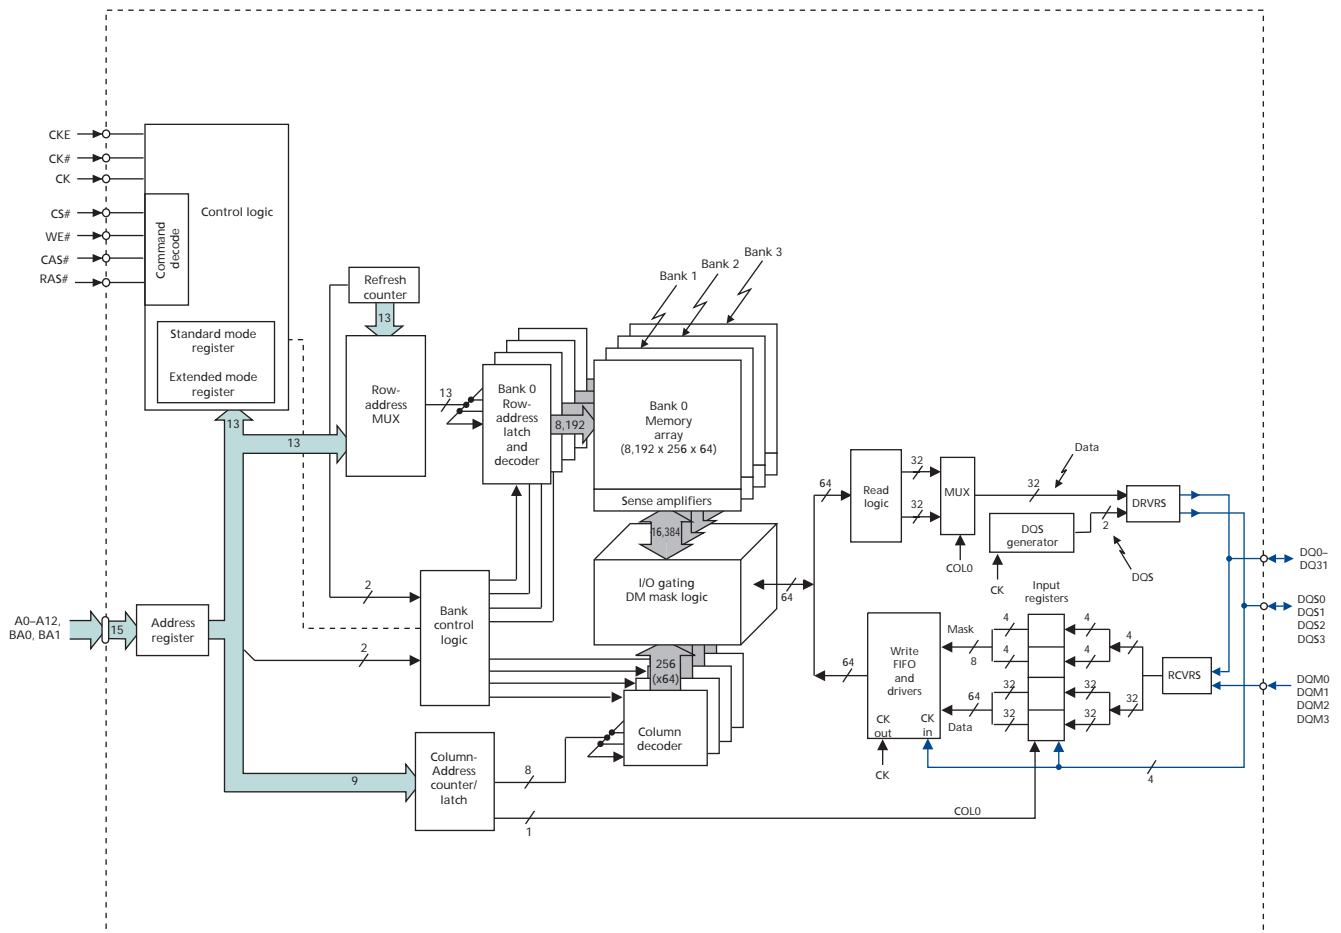 CKE
CK#
CK
CS#
WE#
CAS#
RAS#
Command
decode
Control logic
Standard mode
register
Extended mode
register
Refresh
counter
13
Row-
address
MUX
13
13
13
Bank 0
Row-
address
latch
and
decoder
8,192
Bank 1
Bank 2
Bank 3
Bank 0
Memory
array
(8,192 x 256 x 64)
Sense amplifiers
16,384
I/O gating
DM mask logic
256
(x64)
Column
decoder
2
2
Bank
control
logic
A0–A12,
BA0, BA1
15
Address
register
9
Column-
Address
counter/
latch
8
1
COL0
64
64
64
Read
logic
32
32
MUX
COL0
32
Data
DQS
generator
CK
2
DQS
DRVRS
DQ0–
DQ31
DQS0
DQS1
DQS2
DQS3
DQM0
DQM1
DQM2
DQM3
RCVRS
Input
registers
4
4
4
4
4
32
32
32
32
32
Mask
8
64
Data
Write
FIFO
and
drivers
CK
out
CK
in
CK
4